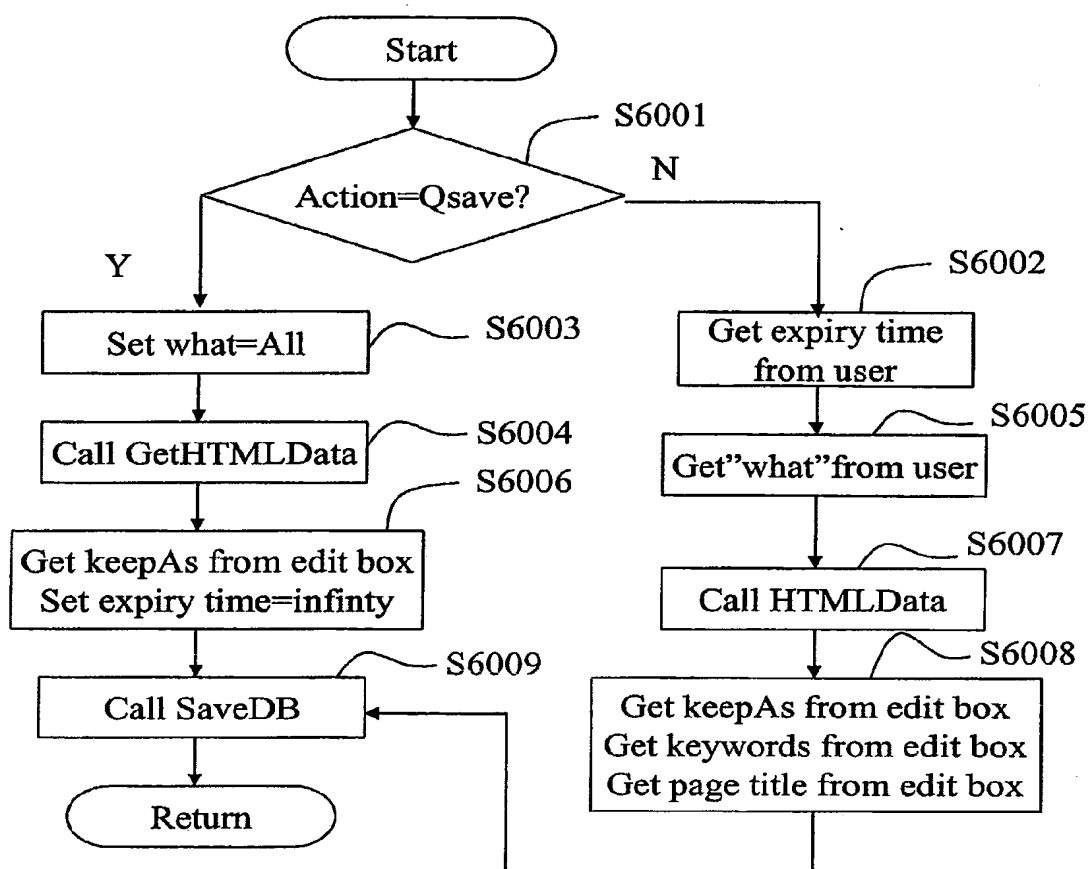 Start
S6001
Action=Qsave?
N
Y
S6002
Set what=All
S6003
Get expiry time
from user
Call GetHTMLData
S6004
S6005
Get"what"from user
S6006
Get keepAs from edit box
Set expiry time=infinty
S6007
Call HTMLData
S6009
Call SaveDB
S6008
Get keepAs from edit box
Get keywords from edit box
Get page title from edit box
Return